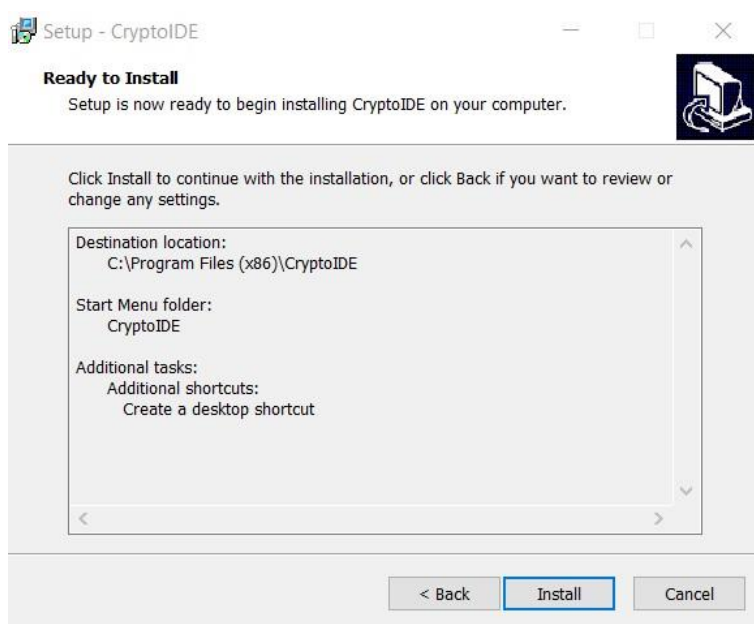 Setup - CryptoIDE
Ready to Install
Setup is now ready to begin installing CryptoIDE on your computer.
Click Install to continue with the installation, or click Back if you want to review or
change any settings.
Destination location:
C:\Program Files (x86)\CryptoIDE
Start Menu folder:
CryptoIDE
Additional tasks:
Additional shortcuts:
Create a desktop shortcut
< Back
Install
Cancel